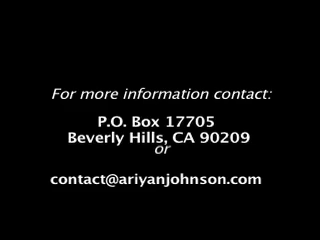 For more information contact:
P.O. Box 17705
Beverly Hills, CA 90209
or
contact@ariyanjohnson.com